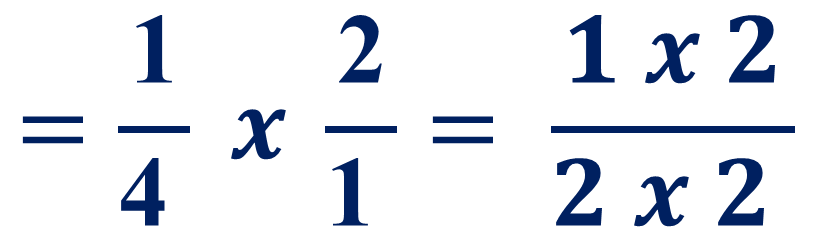 = 1/4 x 2/1 = 1 x 2 / 2 x 2